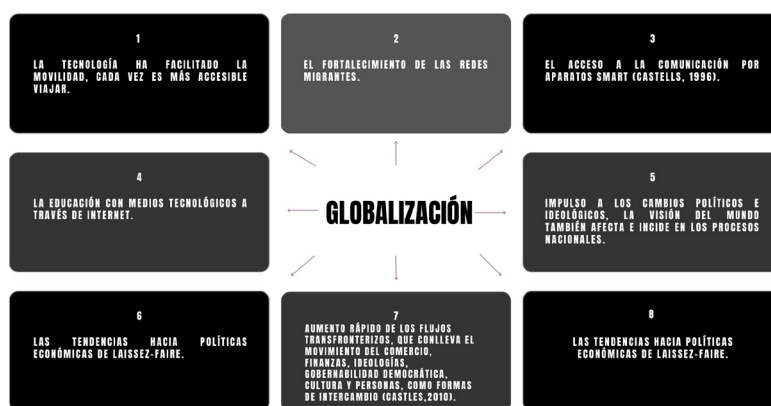 1
LA TECNOLOGÍA HA FACILITADO LA
MOVILIDAD, CADA VEZ ES MÁS ACCESIBLE
VIAJAR.
2
EL FORTALECIMIENTO DE LAS REDES
MIGRANTES.
3
EL ACCESO A LA COMUNICACIÓN POR
APARATOS SMART (CASTELLS, 1996).
4
LA EDUCACIÓN CON MEDIOS TECNOLÓGICOS A
TRAVÉS DE INTERNET.
GLOBALIZACIÓN
5
IMPULSO A LOS CAMBIOS POLÍTICOS E
IDEOLÓGICOS, LA VISIÓN DEL MUNDO
TAMBIÉN AFECTA E INCIDE EN LOS PROCESOS
NACIONALES.
6
LAS TENDENCIAS HACIA POLÍTICAS
ECONÓMICAS DE LAISSEZ-FAIRE.
7
AUMENTO RÁPIDO DE LOS FLUJOS
TRANSFRONTERIZOS, QUE CONLLEVA EL
MOVIMIENTO DEL COMERCIO,
FINANZAS, IDEOLOGÍAS,
GOBERNABILIDAD DEMOCRÁTICA,
CULTURA Y PERSONAS, COMO FORMAS
DE INTERCAMBIO (CASTLES,2010).
8
LAS TENDENCIAS HACIA POLÍTICAS
ECONÓMICAS DE LAISSEZ-FAIRE.